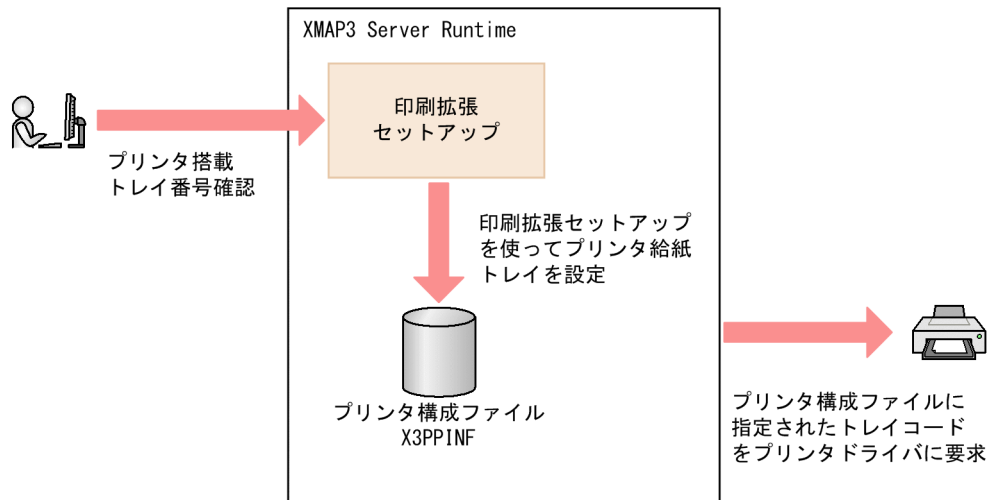 XMAP3 Server Runtime
印刷拡張
セットアップ
プリンタ搭載
トレイ番号確認
印刷拡張セットアップ
を使ってプリンタ給紙
トレイを設定
プリンタ構成ファイル
X3PPINF
プリンタ構成ファイルに
指定されたトレイコード
をプリンタドライバに要求